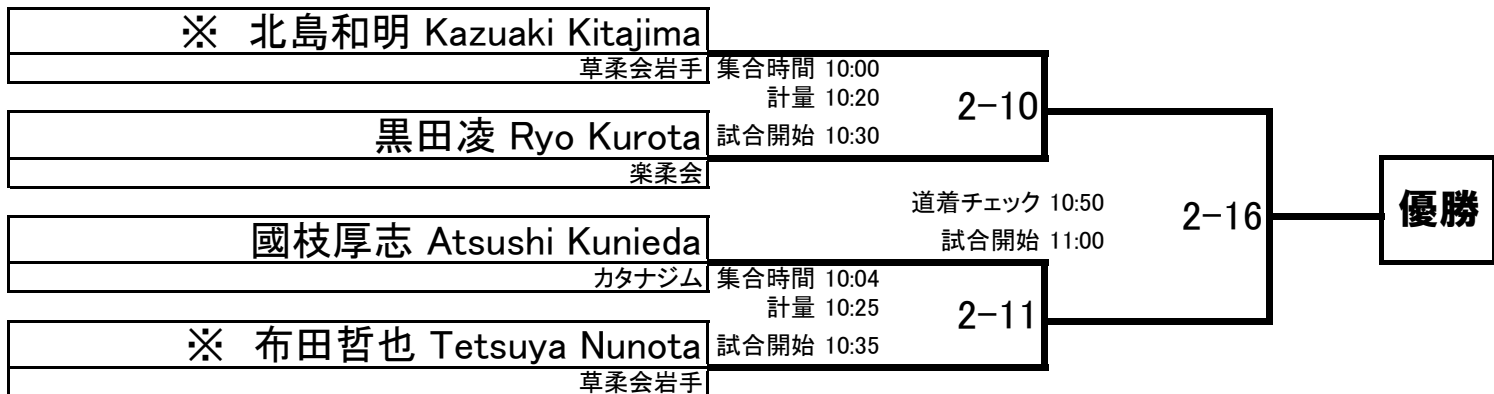 ※ 北島和明 Kazuaki Kitajima
草柔会岩手
集合時間 10:00
計量 10:20
2-10
黒田凌 Ryo Kurota
試合開始 10:30
楽柔会
道着チェック 10:50
2-16
優勝
國枝厚志 Atsushi Kunieda
試合開始 11:00
カタナジム
集合時間 10:04
計量 10:25
2-11
※ 布田哲也 Tetsuya Nunota
試合開始 10:35
草柔会岩手